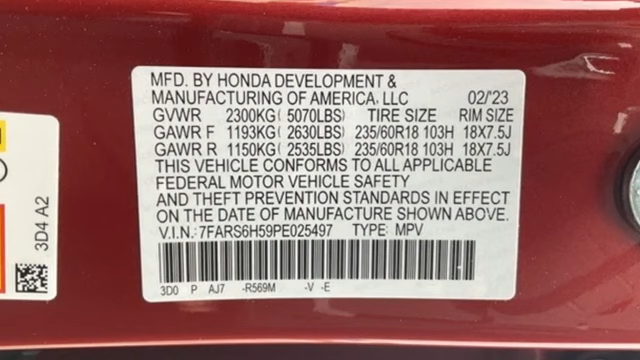 MFD. BY HONDA DEVELOPMENT &
MANUFACTURING OF AMERICA, LLC 02/'23
GVWR 2300KG ( 5070LBS) TIRE SIZE RIM SIZE
GAWR F 1193KG ( 2630LBS) 235/60R18 103H 18X7.5J
GAWR R 1150KG ( 2535LBS) 235/60R18 103H 18X7.5J
THIS VEHICLE CONFORMS TO ALL APPLICABLE
FEDERAL MOTOR VEHICLE SAFETY
AND THEFT PREVENTION STANDARDS IN EFFECT
ON THE DATE OF MANUFACTURE SHOWN ABOVE.
V.I.N.: 7FARS6H59PE025497 TYPE: MPV
3D0 P AJ7 -R569M -V -E
3D4 A2